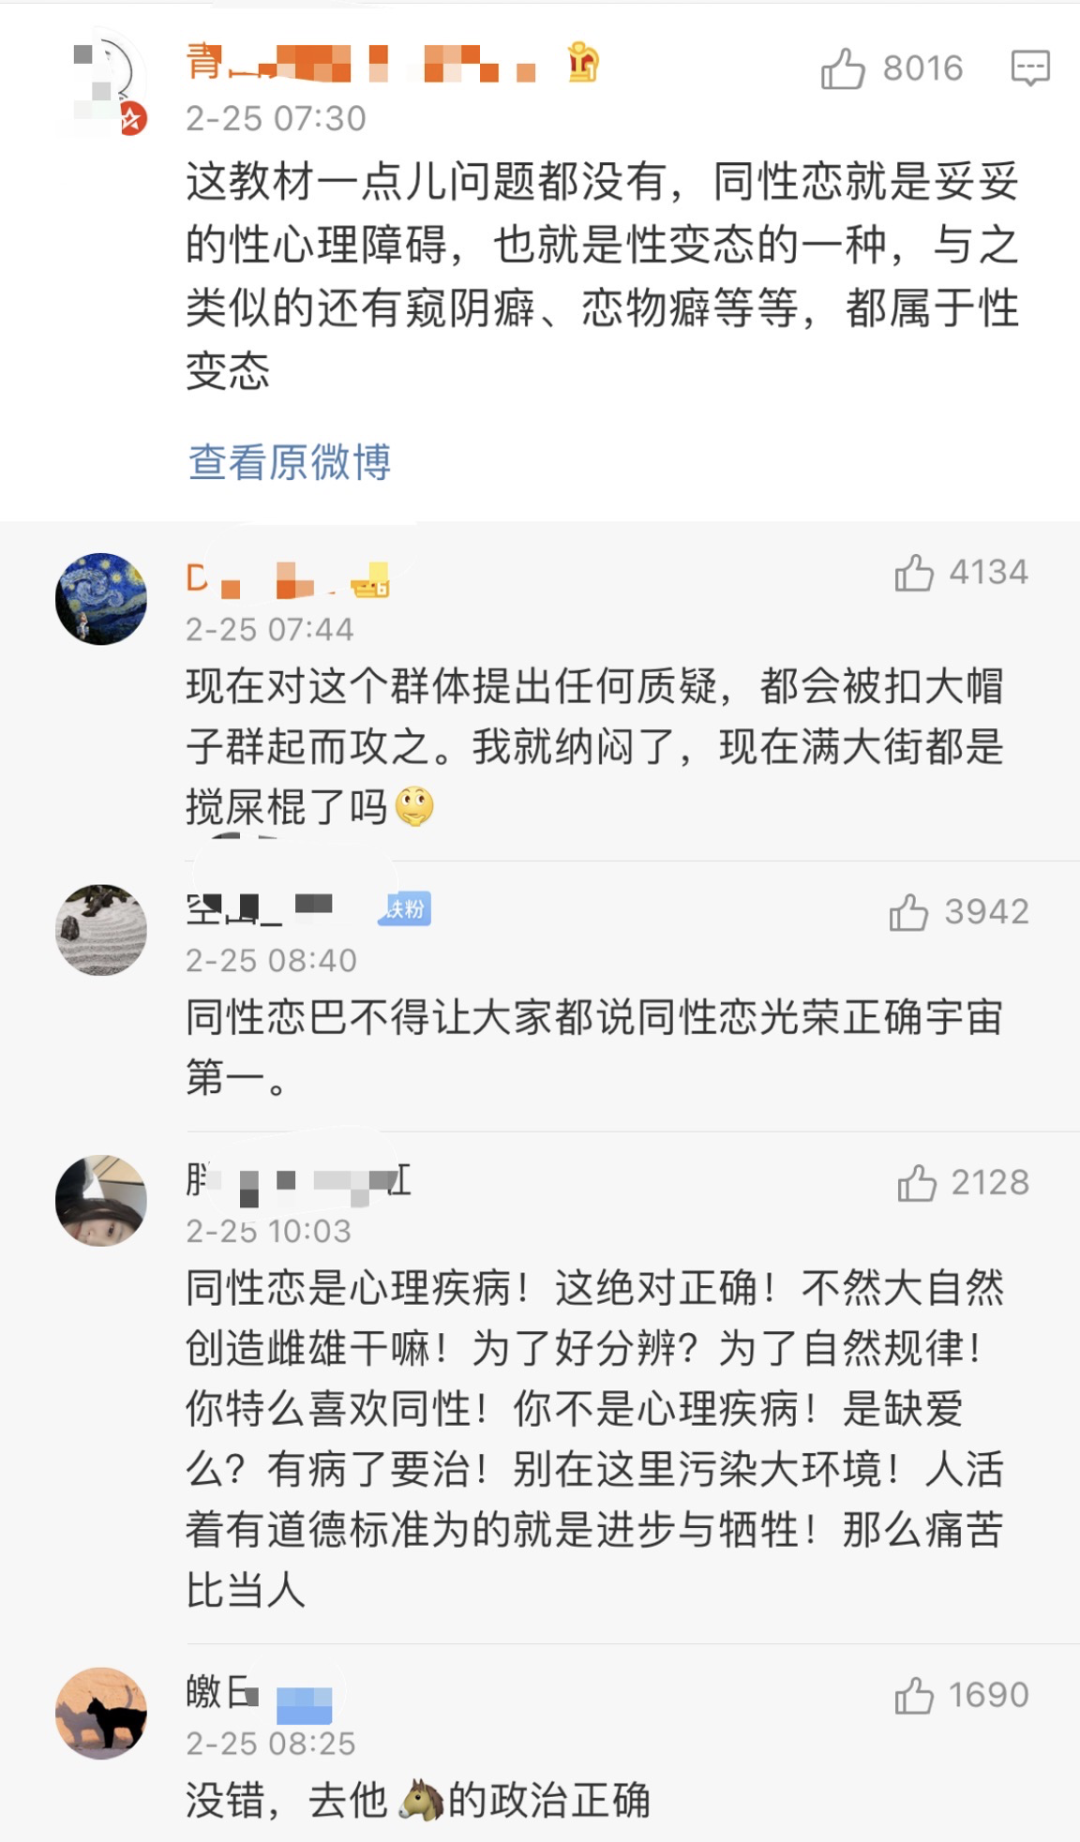 青
8016
2-25 07:30
这教材一点儿问题都没有，同性恋就是妥妥
的性心理障碍，也就是性变态的一种，与之
类似的还有窥阴癖、恋物癖等等，都属于性
变态
查看原微博
D
4134
2-25 07:44
现在对这个群体提出任何质疑，都会被扣大帽
子群起而攻之。我就纳闷了，现在满大街都是
搅屎棍了吗🤔
铁粉
3942
2-25 08:40
同性恋巴不得让大家都说同性恋光荣正确宇宙
第一。
2128
2-25 10:03
同性恋是心理疾病！这绝对正确！不然大自然
创造雌雄干嘛！为了好分辨？为了自然规律！
你特么喜欢同性！你不是心理疾病！是缺爱
么？有病了要治！别在这里污染大环境！人活
着有道德标准为的就是进步与牺牲！那么痛苦
比当人
皦日
1690
2-25 08:25
没错，去他🐴的政治正确